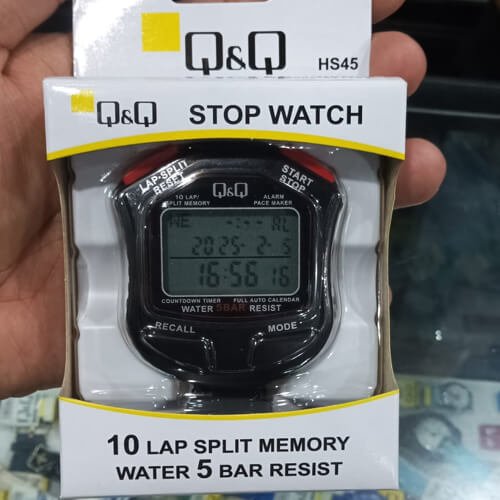 Q&Q
HS45
Q&Q STOP WATCH
LAP·SPLIT
RESET
START
STOP
Q&Q
10 LAP/
SPLIT MEMORY
ALARM
PACE MAKER
WE -:-- AL
2025- 2- 5
16:56 16
COUNTDOWN TIMER FULL AUTO CALENDAR
WATER 5BAR RESIST
RECALL MODE
10 LAP SPLIT MEMORY
WATER 5 BAR RESIST